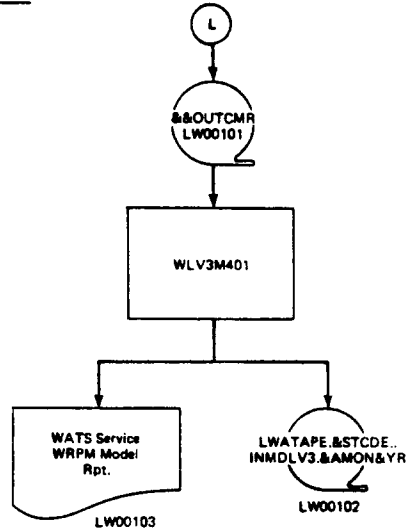 L
&&OUTCMR
LW00101
WLV3M401
WATS Service
WRPM Model
Rpt.
LW00103
LWATAPE.&STCDE..
INMDLV3.&AMON&YR
LW00102